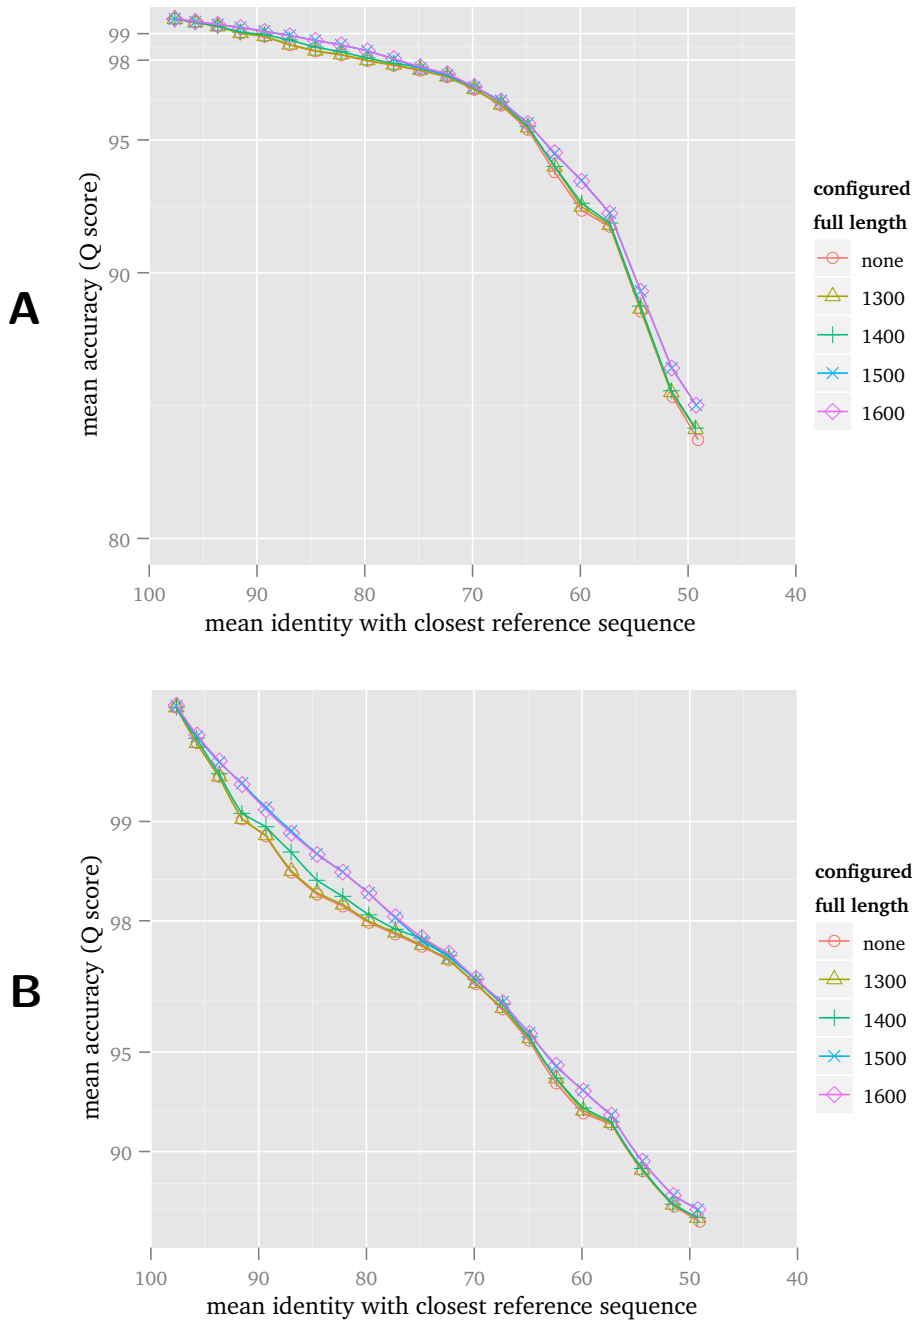 99
98
95
90
80
mean accuracy (Q score)
A
100 90 80 70 60 50 40
mean identity with closest reference sequence
configured
full length
none
1300
1400
1500
1600
99
98
95
90
mean accuracy (Q score)
B
100 90 80 70 60 50 40
mean identity with closest reference sequence
configured
full length
none
1300
1400
1500
1600